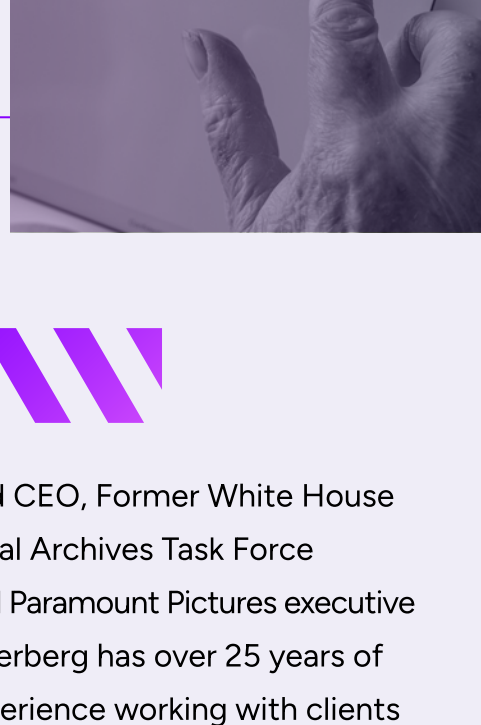 d CEO, Former White House
al Archives Task Force
l Paramount Pictures executive
erberg has over 25 years of
erience working with clients